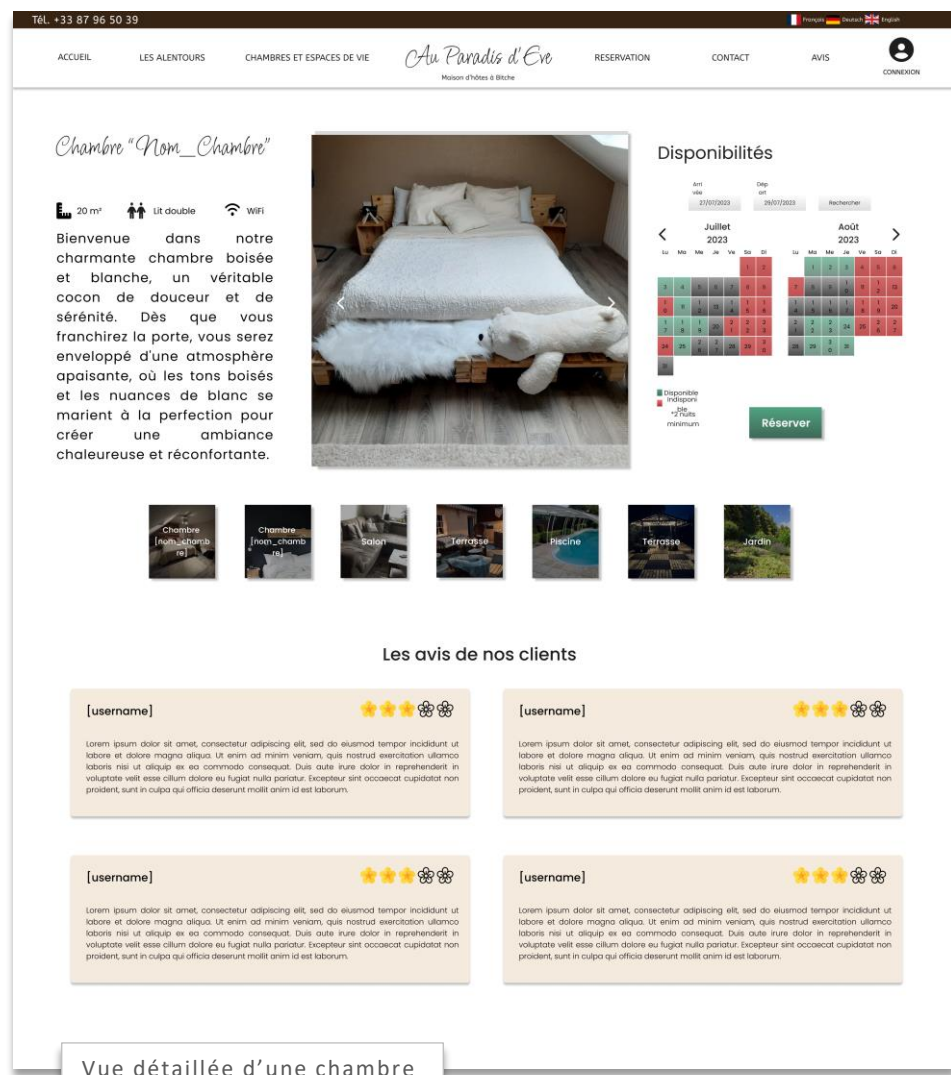 Tél. +33 87 96 50 39
Français Deutsch English
ACCUEIL LES ALENTOURS CHAMBRES ET ESPACES DE VIE Au Paradis d'Eve RESERVATION CONTACT AVIS
Maison d'hôtes à Bitche
CONNEXION
Chambre "Nom_Chambre"
20 m² Lit double WiFi
Bienvenue dans notre
charmante chambre boisée
et blanche, un véritable
cocon de douceur et de
sérénité. Dès que vous
franchirez la porte, vous serez
enveloppé d'une atmosphère
apaisante, où les tons boisés
et les nuances de blanc se
marient à la perfection pour
créer une ambiance
chaleureuse et réconfortante.
Disponibilités
Arri
vée
Dép
art
27/07/2023 29/07/2023 Rechercher
Juillet
2023
Lu Ma Me Je Ve Sa Di
Août
2023
Lu Ma Me Je Ve Sa Di
Disponible
Indisponi
ble
*2 nuits
minimum
Réserver
Chambre
[nom_chamb
re]
Chambre
[nom_chamb
re]
Salon
Terrasse
Piscine
Terrasse
Jardin
Les avis de nos clients
[username]
Lorem ipsum dolor sit amet, consectetur adipiscing elit, sed do eiusmod tempor incididunt ut
labore et dolore magna aliqua. Ut enim ad minim veniam, quis nostrud exercitation ullamco
laboris nisi ut aliquip ex ea commodo consequat. Duis aute irure dolor in reprehenderit in
voluptate velit esse cillum dolore eu fugiat nulla pariatur. Excepteur sint occaecat cupidatat non
proident, sunt in culpa qui officia deserunt mollit anim id est laborum.
[username]
Lorem ipsum dolor sit amet, consectetur adipiscing elit, sed do eiusmod tempor incididunt ut
labore et dolore magna aliqua. Ut enim ad minim veniam, quis nostrud exercitation ullamco
laboris nisi ut aliquip ex ea commodo consequat. Duis aute irure dolor in reprehenderit in
voluptate velit esse cillum dolore eu fugiat nulla pariatur. Excepteur sint occaecat cupidatat non
proident, sunt in culpa qui officia deserunt mollit anim id est laborum.
[username]
Lorem ipsum dolor sit amet, consectetur adipiscing elit, sed do eiusmod tempor incididunt ut
labore et dolore magna aliqua. Ut enim ad minim veniam, quis nostrud exercitation ullamco
laboris nisi ut aliquip ex ea commodo consequat. Duis aute irure dolor in reprehenderit in
voluptate velit esse cillum dolore eu fugiat nulla pariatur. Excepteur sint occaecat cupidatat non
proident, sunt in culpa qui officia deserunt mollit anim id est laborum.
[username]
Lorem ipsum dolor sit amet, consectetur adipiscing elit, sed do eiusmod tempor incididunt ut
labore et dolore magna aliqua. Ut enim ad minim veniam, quis nostrud exercitation ullamco
laboris nisi ut aliquip ex ea commodo consequat. Duis aute irure dolor in reprehenderit in
voluptate velit esse cillum dolore eu fugiat nulla pariatur. Excepteur sint occaecat cupidatat non
proident, sunt in culpa qui officia deserunt mollit anim id est laborum.
Vue détaillée d'une chambre